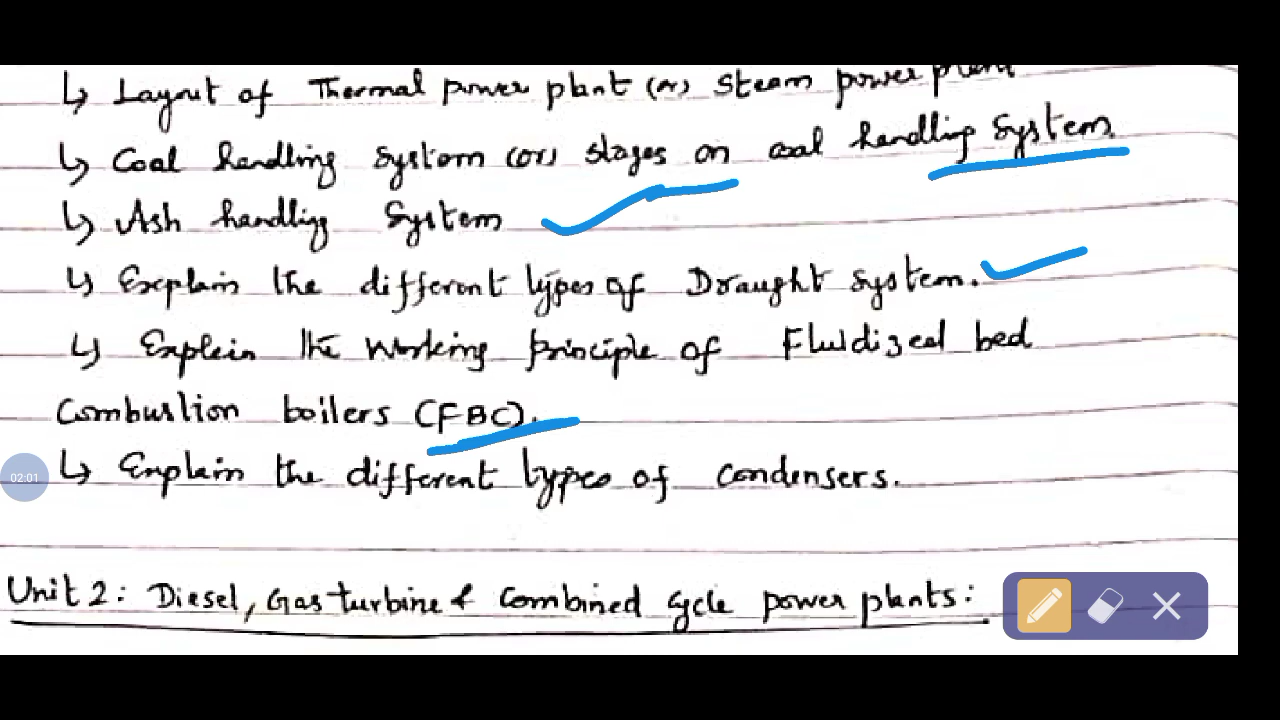 ↳ Layout of Thermal power plant (or) Steam power plant
↳ Coal handling system (or) stages on coal handling system.
↳ Ash handling system
↳ Explain the different types of Draught system.
↳ Explain the working principle of Fluidized bed
Combustion boilers (FBC).
02:01
↳ Explain the different types of condensers.
Unit 2: Diesel, Gas turbine & Combined cycle power plants: